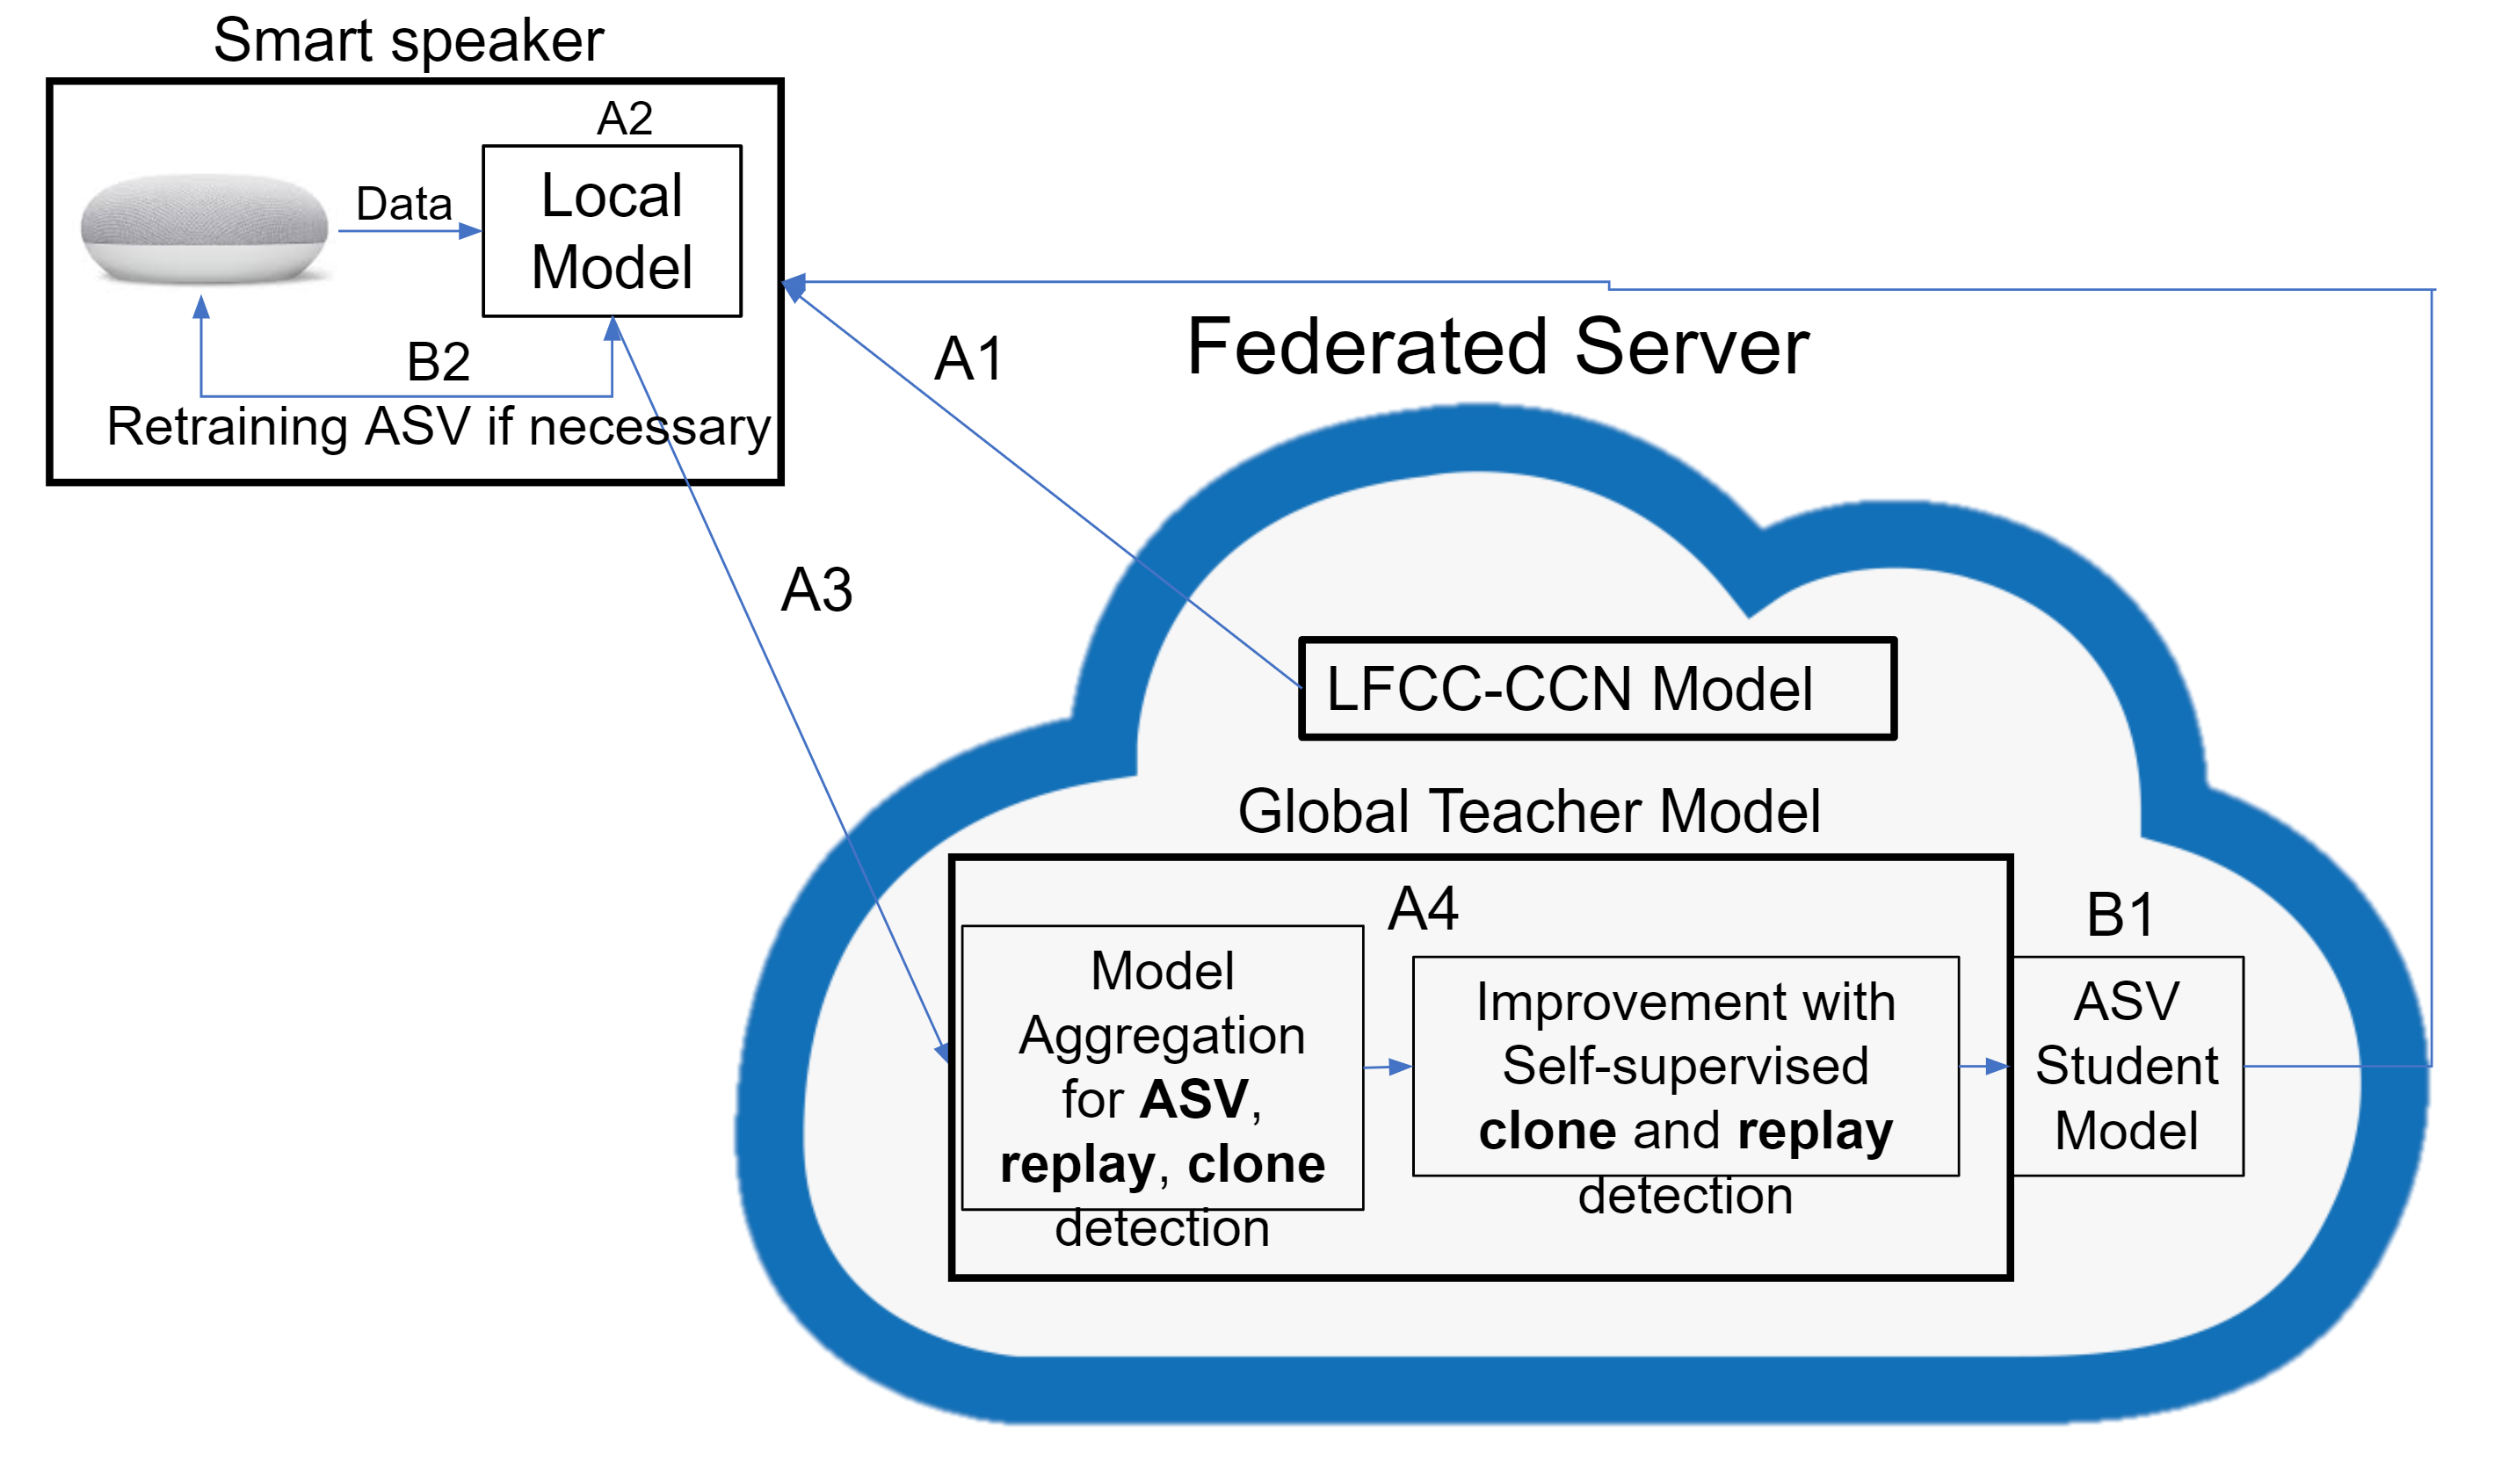 Smart speaker
A2
Data
Local
Model
B2
Retraining ASV if necessary
A1
Federated Server
A3
LFCC-CCN Model
Global Teacher Model
A4
Model
Aggregation
for ASV,
replay, clone
detection
Improvement with
Self-supervised
clone and replay
detection
B1
ASV
Student
Model